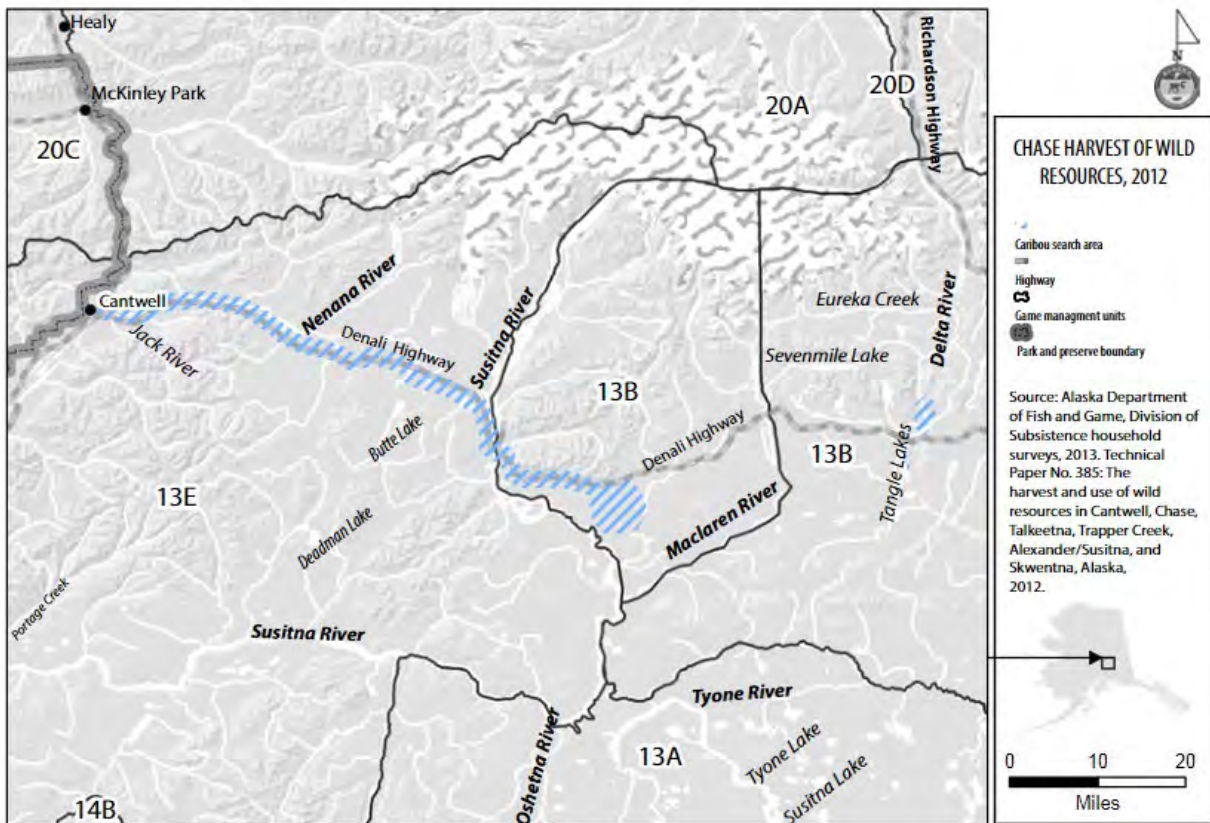 Healy
McKinley Park
20C
20A
20D
Richardson Highway
Cantwell
Jack River
Nenana River
Denali Highway
Susitna River
Eureka Creek
Sevenmile Lake
Delta River
13B
Denali Highway
13B
Tangle Lakes
Butte Lake
13E
Deadman Lake
Maclaren River
Portage Creek
Susitna River
Tyone River
Oshetna River
13A
Tyone Lake
Susitna Lake
14B
N
CHASE HARVEST OF WILD
RESOURCES, 2012
Caribou search area
Highway
Game managment units
Park and preserve boundary
Source: Alaska Department
of Fish and Game, Division of
Subsistence household
surveys, 2013. Technical
Paper No. 385: The
harvest and use of wild
resources in Cantwell, Chase,
Talkeetna, Trapper Creek,
Alexander/Susitna, and
Skwentna, Alaska,
2012.
0 10 20
Miles